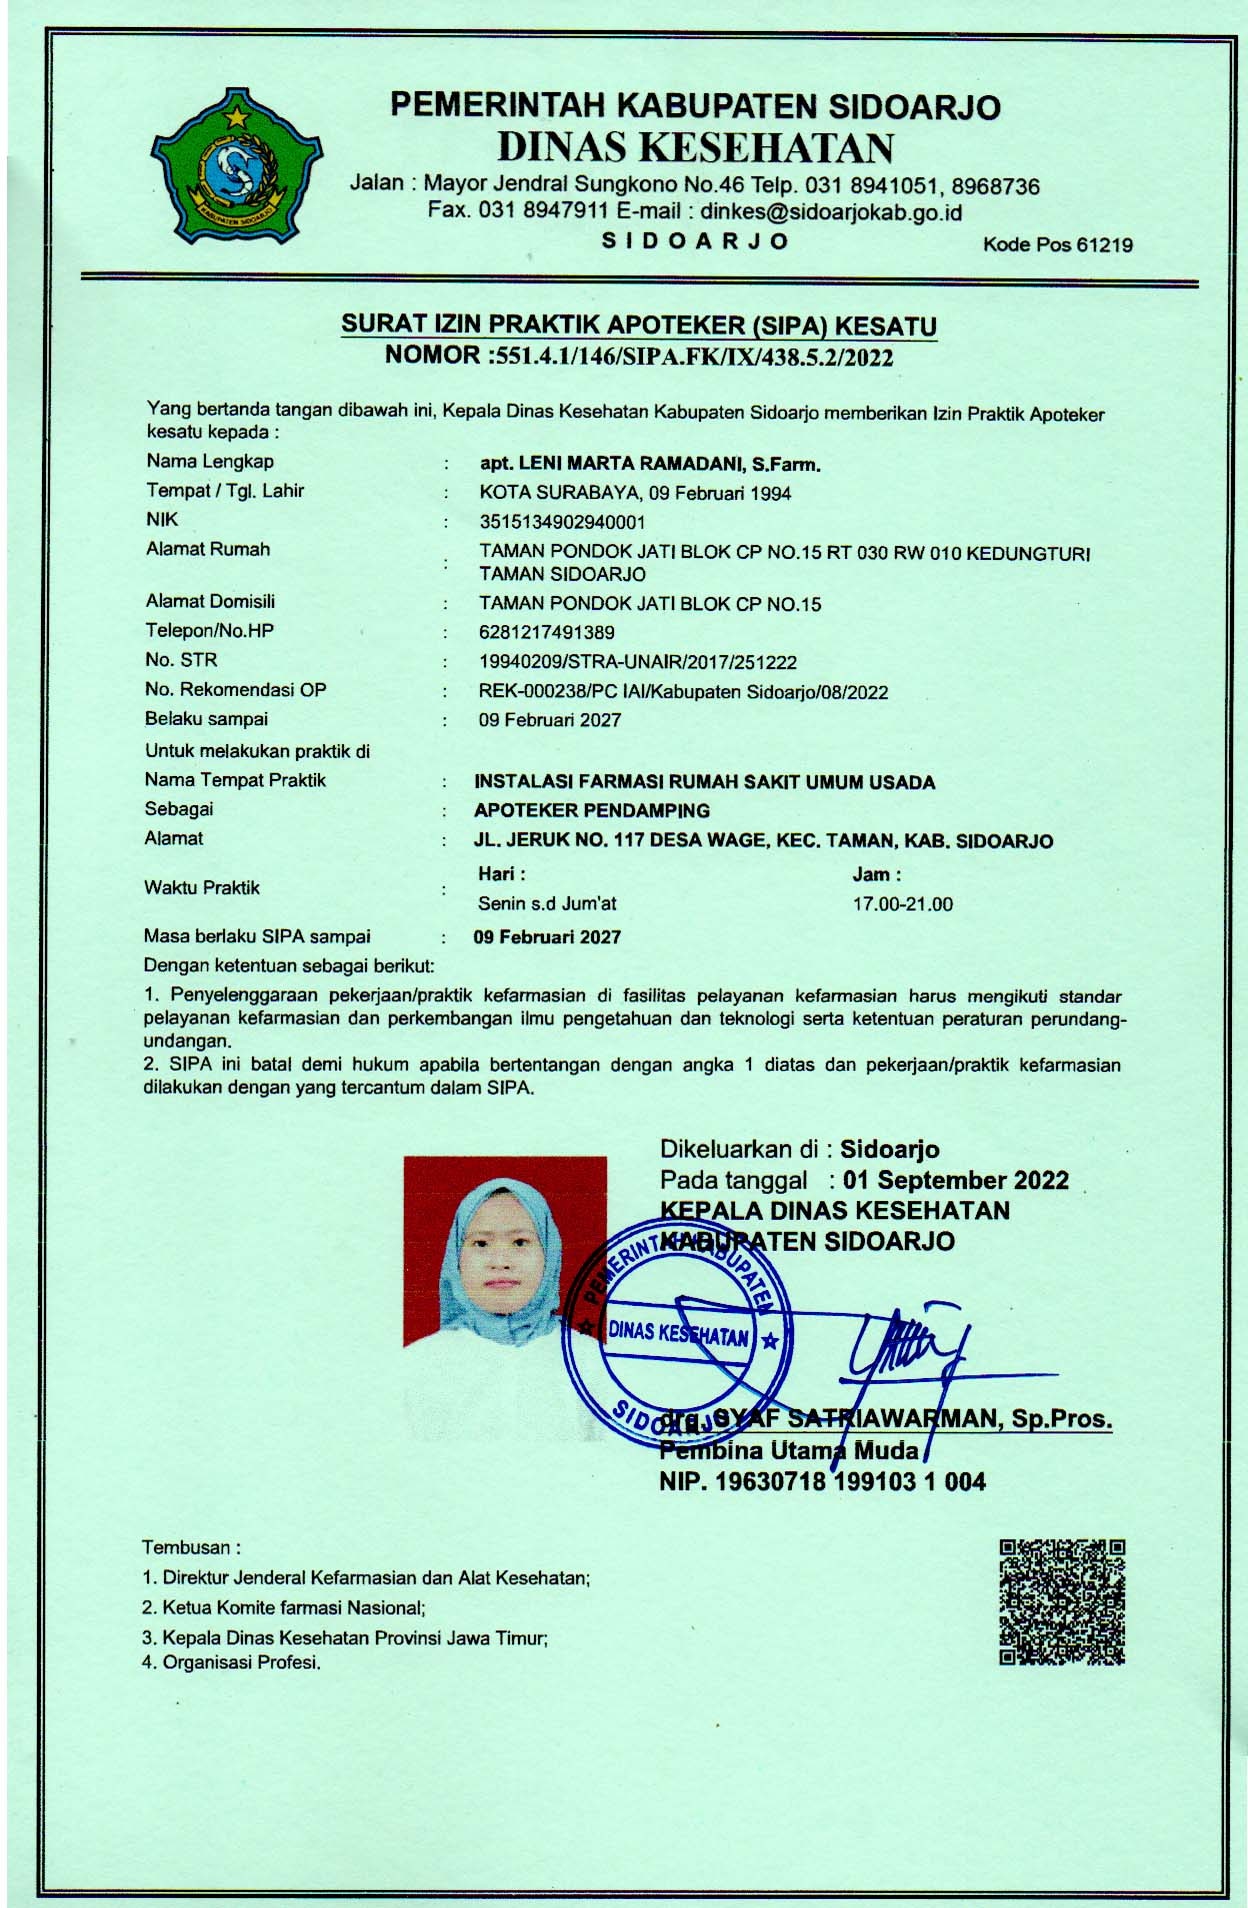 PEMERINTAH KABUPATEN SIDOARJO
DINAS KESEHATAN
Jalan : Mayor Jendral Sungkono No.46 Telp. 031 8941051, 8968736
Fax. 031 8947911 E-mail : dinkes@sidoarjokab.go.id
S I D O A R J O
Kode Pos 61219
KABUPATEN SIDOARJO
SURAT IZIN PRAKTIK APOTEKER (SIPA) KESATU
NOMOR :551.4.1/146/SIPA.FK/IX/438.5.2/2022
Yang bertanda tangan dibawah ini, Kepala Dinas Kesehatan Kabupaten Sidoarjo memberikan Izin Praktik Apoteker
kesatu kepada :
Nama Lengkap : apt. LENI MARTA RAMADANI, S.Farm.
Tempat / Tgl. Lahir : KOTA SURABAYA, 09 Februari 1994
NIK : 3515134902940001
Alamat Rumah : TAMAN PONDOK JATI BLOK CP NO.15 RT 030 RW 010 KEDUNGTURI
TAMAN SIDOARJO
Alamat Domisili : TAMAN PONDOK JATI BLOK CP NO.15
Telepon/No.HP : 6281217491389
No. STR : 19940209/STRA-UNAIR/2017/251222
No. Rekomendasi OP : REK-000238/PC IAI/Kabupaten Sidoarjo/08/2022
Belaku sampai : 09 Februari 2027
Untuk melakukan praktik di
Nama Tempat Praktik : INSTALASI FARMASI RUMAH SAKIT UMUM USADA
Sebagai : APOTEKER PENDAMPING
Alamat : JL. JERUK NO. 117 DESA WAGE, KEC. TAMAN, KAB. SIDOARJO
Hari : Jam :
Waktu Praktik :
Senin s.d Jum'at 17.00-21.00
Masa berlaku SIPA sampai : 09 Februari 2027
Dengan ketentuan sebagai berikut:
1. Penyelenggaraan pekerjaan/praktik kefarmasian di fasilitas pelayanan kefarmasian harus mengikuti standar
pelayanan kefarmasian dan perkembangan ilmu pengetahuan dan teknologi serta ketentuan peraturan perundang-
undangan.
2. SIPA ini batal demi hukum apabila bertentangan dengan angka 1 diatas dan pekerjaan/praktik kefarmasian
dilakukan dengan yang tercantum dalam SIPA.
Dikeluarkan di : Sidoarjo
Pada tanggal : 01 September 2022
KEPALA DINAS KESEHATAN
KABUPATEN SIDOARJO
PEMERINTAH KABUPATEN
DINAS KESEHATAN
SIDOARJO
drg. SYAF SATRIAWARMAN, Sp.Pros.
Pembina Utama Muda
NIP. 19630718 199103 1 004
Tembusan :
1. Direktur Jenderal Kefarmasian dan Alat Kesehatan;
2. Ketua Komite farmasi Nasional;
3. Kepala Dinas Kesehatan Provinsi Jawa Timur;
4. Organisasi Profesi.